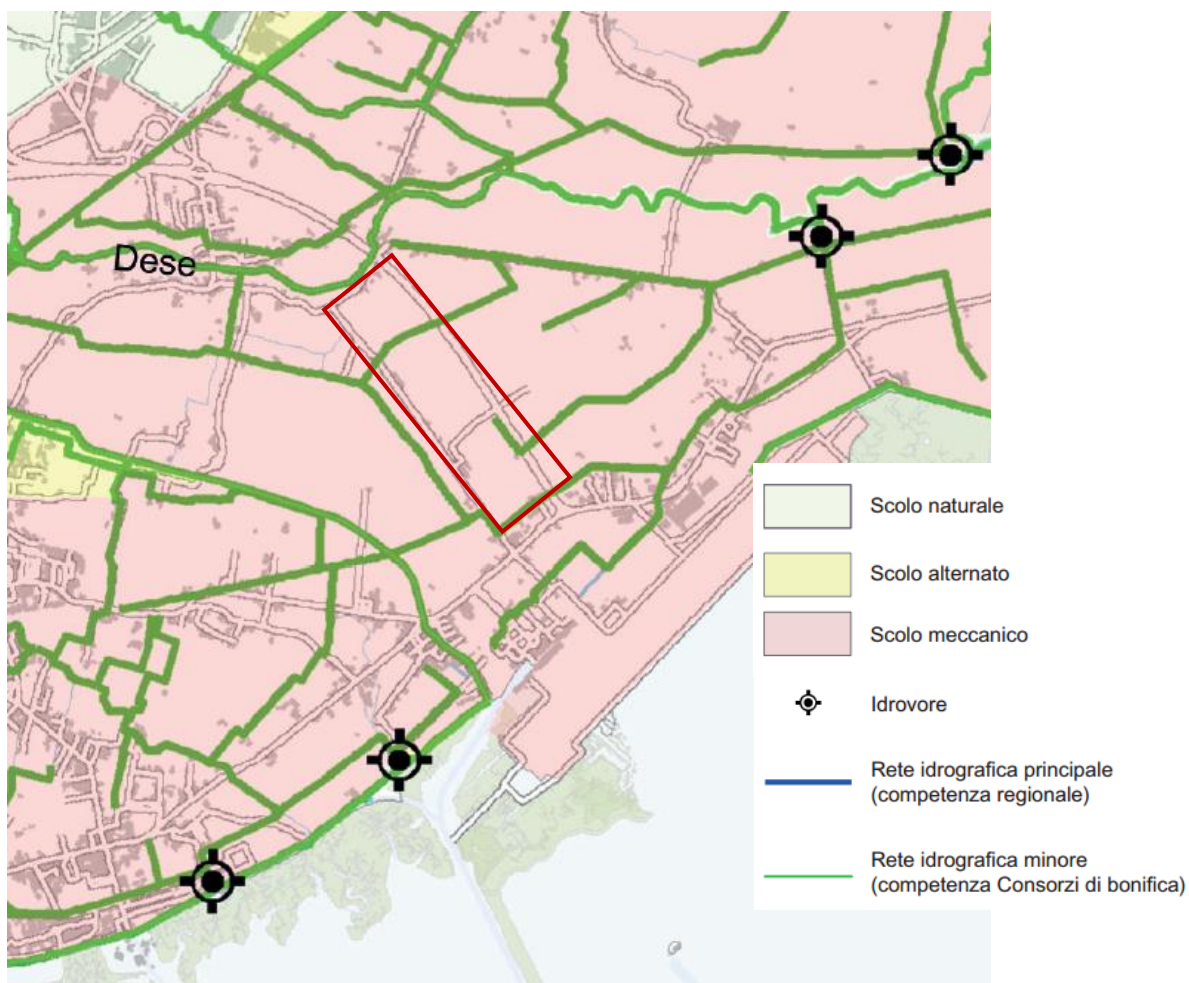 Dese
Scolo naturale
Scolo alternato
Scolo meccanico
Idrovore
Rete idrografica principale
(competenza regionale)
Rete idrografica minore
(competenza Consorzi di bonifica)